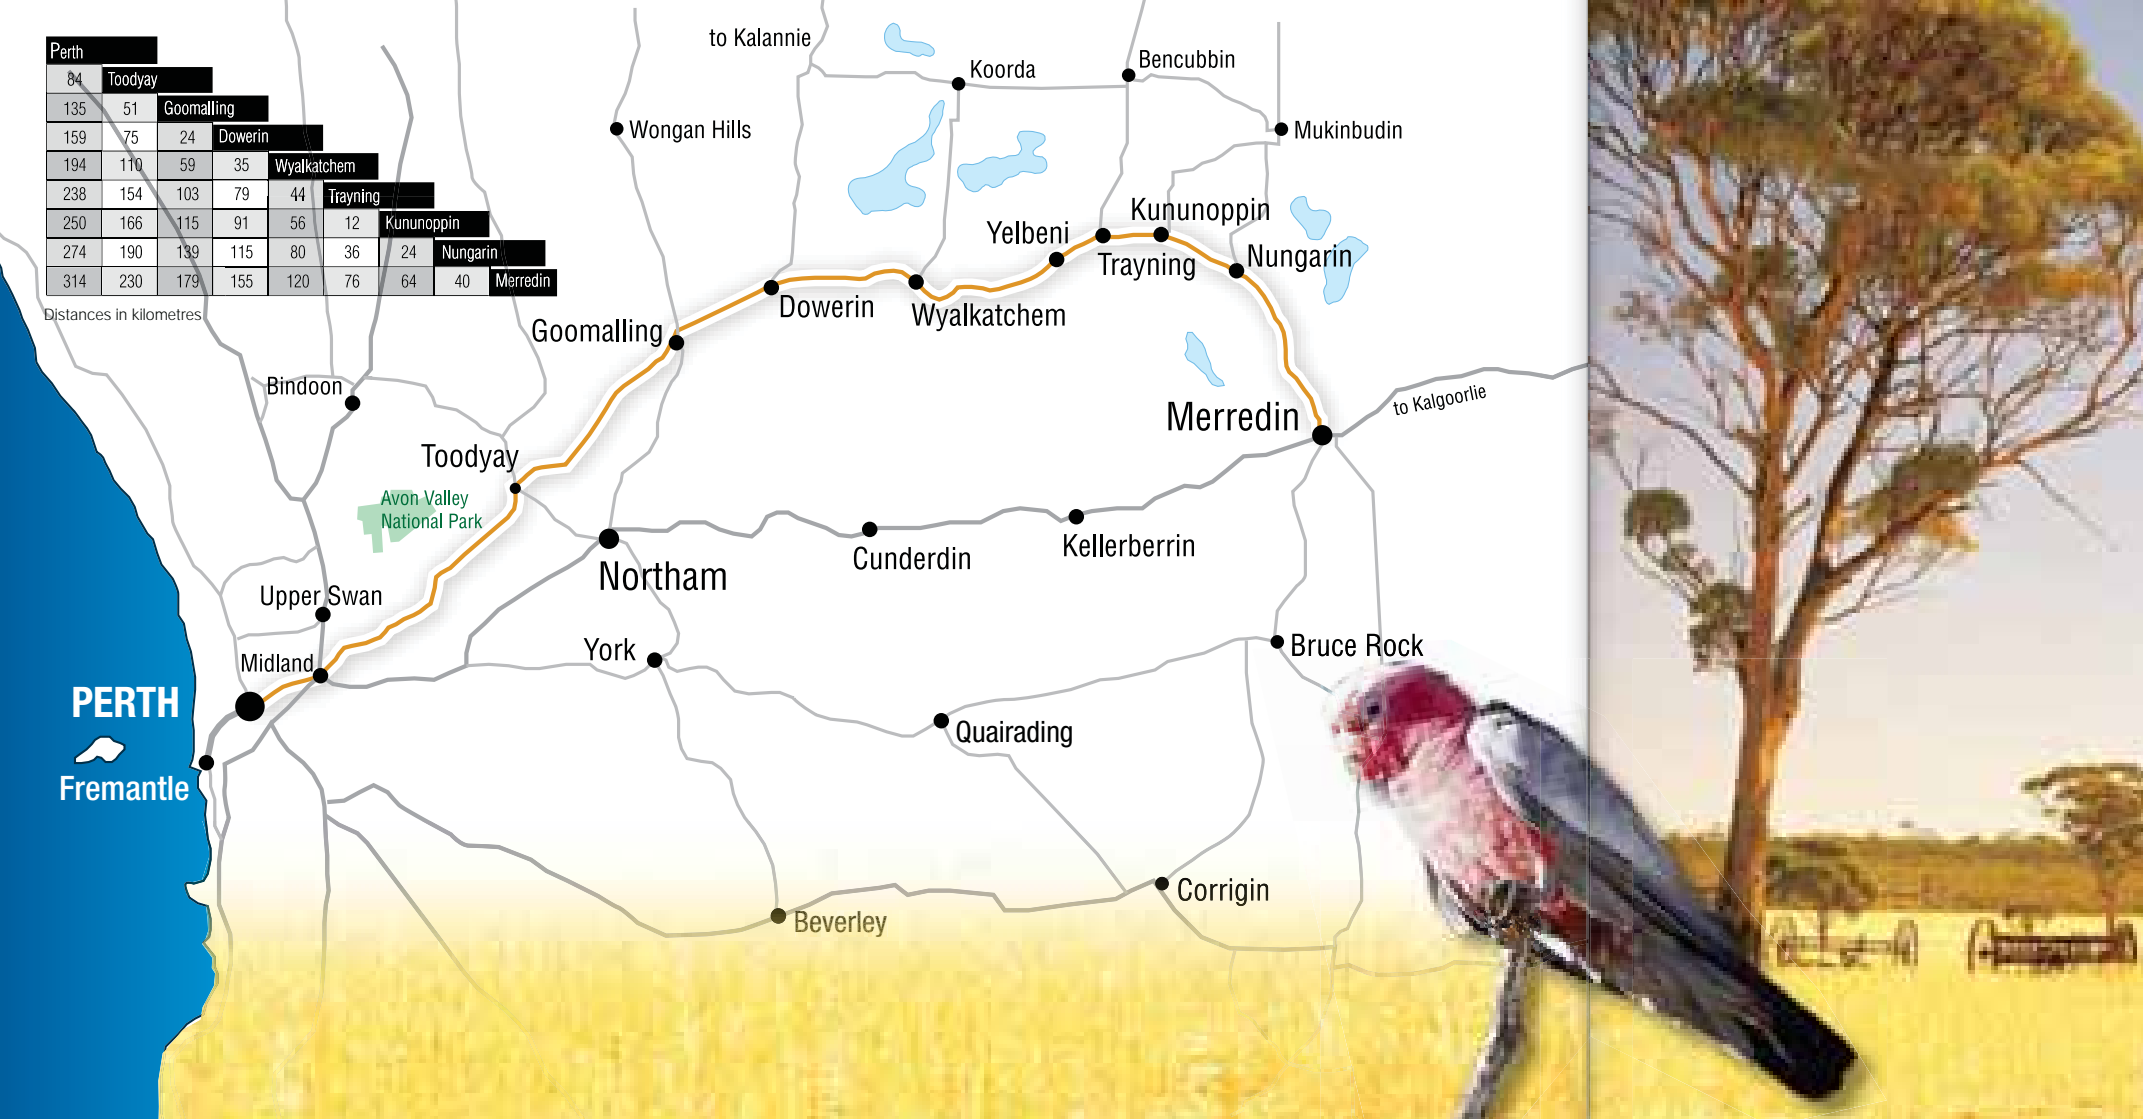 Perth
84 Toodyay
135 51 Goomalling
159 75 24 Dowerin
194 110 59 35 Wyalkatchem
238 154 103 79 44 Trayning
250 166 115 91 56 12 Kununoppin
274 190 139 115 80 36 24 Nungarin
314 230 179 155 120 76 64 40 Merredin
Distances in kilometres
to Kalannie
Koorda
Bencubbin
Wongan Hills
Mukinbudin
Kununoppin
Yelbeni
Trayning
Nungarin
Dowerin
Wyalkatchem
Goomalling
Bindoon
to Kalgoorlie
Merredin
Toodyay
Avon Valley
National Park
Cunderdin
Kellerberrin
Northam
Upper Swan
York
Bruce Rock
Midland
PERTH
Quairading
Fremantle
Corrigin
Beverley